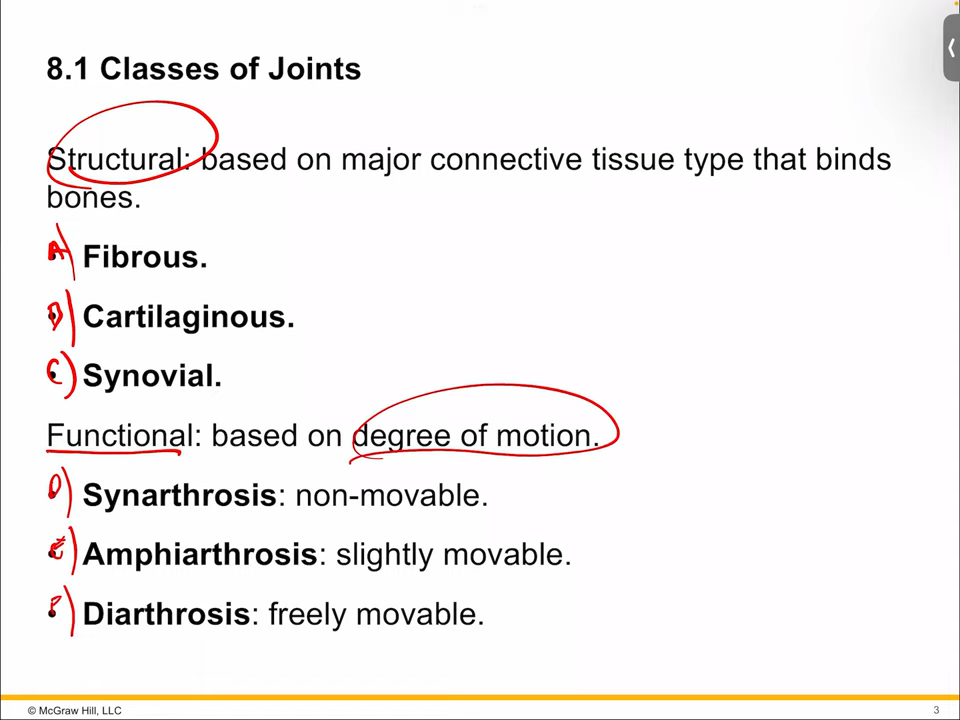 8.1 Classes of Joints
Structural: based on major connective tissue type that binds
bones.
A) Fibrous.
B) Cartilaginous.
C) Synovial.
Functional: based on degree of motion.
D) Synarthrosis: non-movable.
E) Amphiarthrosis: slightly movable.
F) Diarthrosis: freely movable.
© McGraw Hill, LLC
3